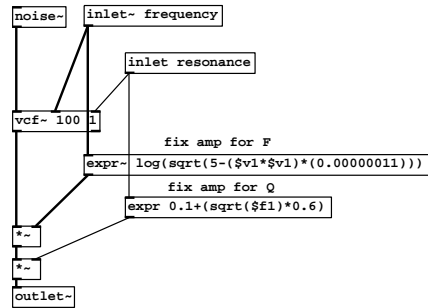 noise~
inlet~ frequency
inlet resonance
vcf~ 100 1
fix amp for F
expr~ log(sqrt(5-($v1*$v1)*(0.00000011)))
fix amp for Q
expr 0.1+(sqrt($f1)*0.6)
*~
*~
outlet~